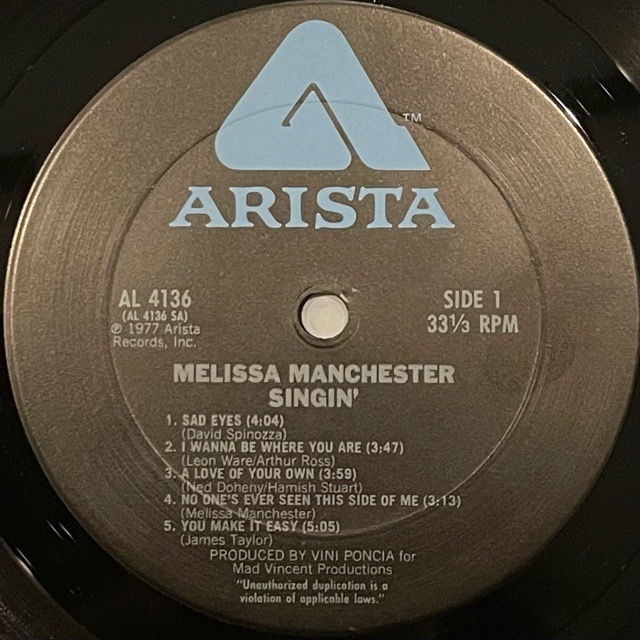 TM
ARISTA
AL 4136
(AL 4136 SA)
℗ 1977 Arista
Records, Inc.
SIDE 1
33⅓ RPM
MELISSA MANCHESTER
SINGIN'
1. SAD EYES (4:04)
(David Spinozza)
2. I WANNA BE WHERE YOU ARE (3:47)
(Leon Ware/Arthur Ross)
3. A LOVE OF YOUR OWN (3:59)
(Ned Doheny/Hamish Stuart)
4. NO ONE'S EVER SEEN THIS SIDE OF ME (3:13)
(Melissa Manchester)
5. YOU MAKE IT EASY (5:05)
(James Taylor)
PRODUCED BY VINI PONCIA for
Mad Vincent Productions
"Unauthorized duplication is a
violation of applicable laws."